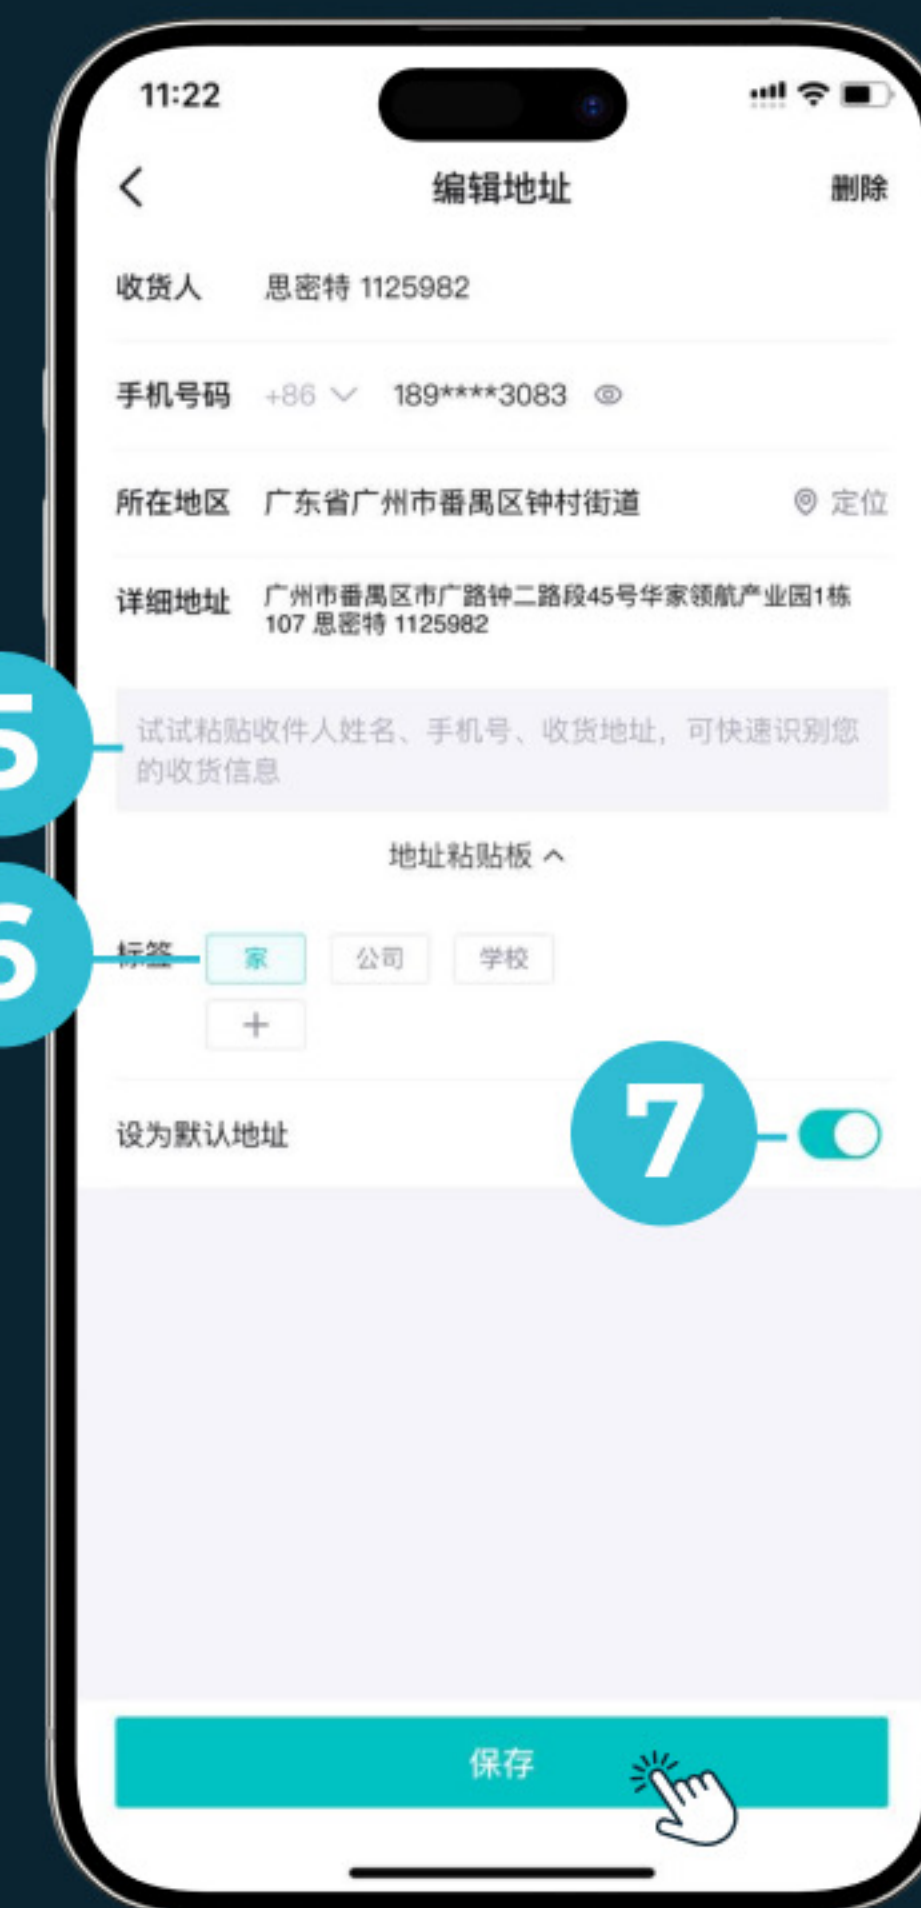 11:22
编辑地址
删除
收货人 思密特 1125982
手机号码 +86 189****3083
所在地区 广东省广州市番禺区钟村街道 定位
详细地址 广州市番禺区市广路钟二路段45号华家领航产业园1栋
107 思密特 1125982
5
试试粘贴收件人姓名、手机号、收货地址，可快速识别您
的收货信息
地址粘贴板
6
标签 家 公司 学校
+
设为默认地址 7
保存